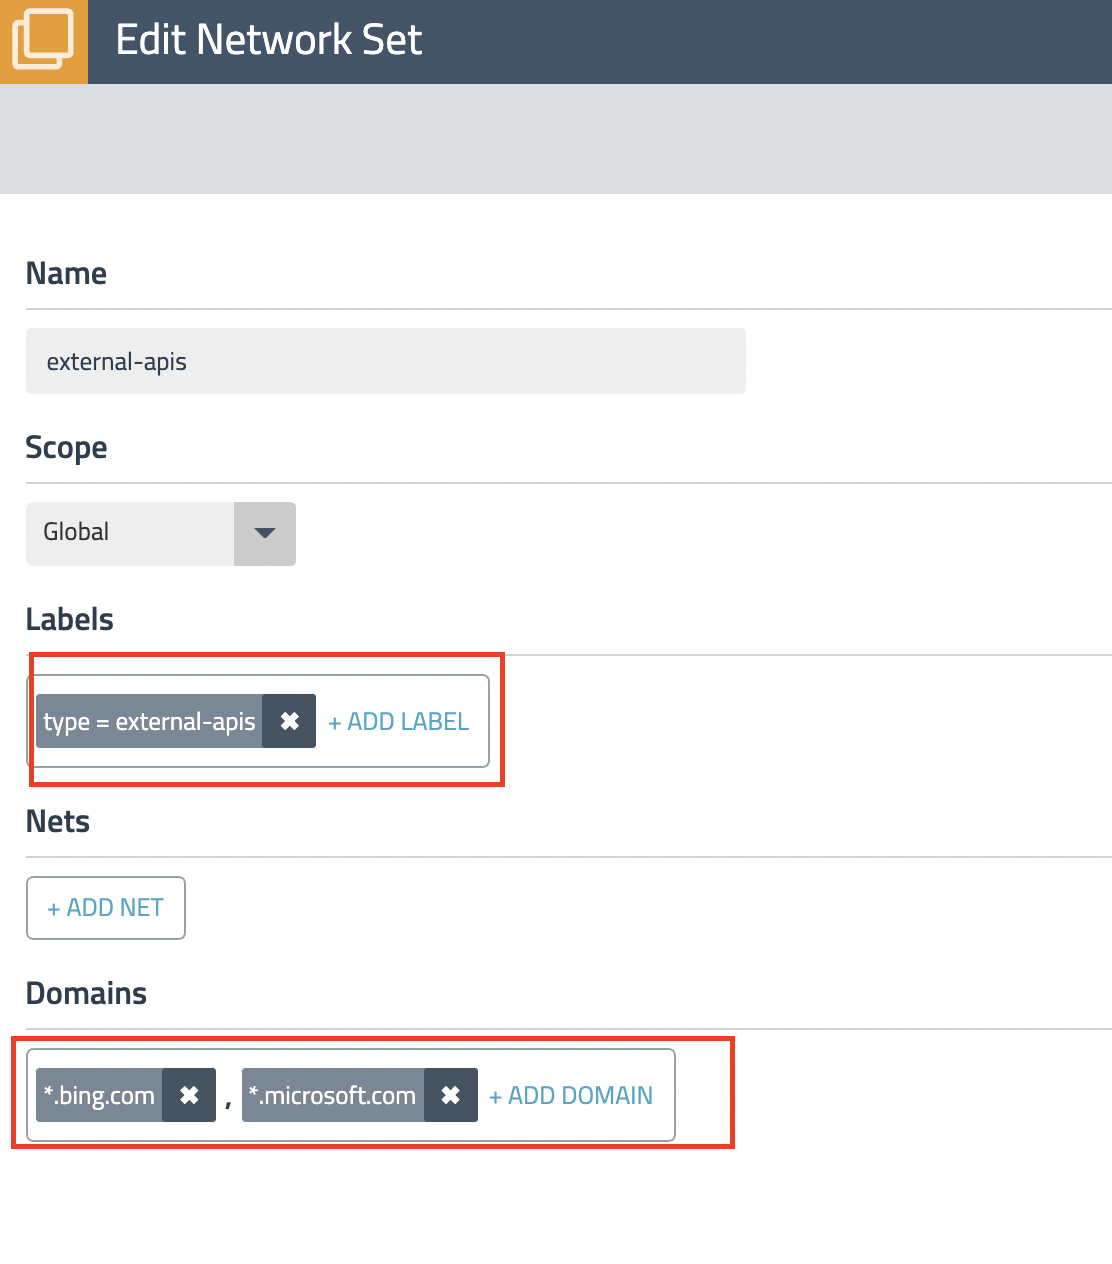 Edit Network Set
Name
external-apis
Scope
Global
Labels
type = external-apis ✖ + ADD LABEL
Nets
+ ADD NET
Domains
*.bing.com ✖ , *.microsoft.com ✖ + ADD DOMAIN